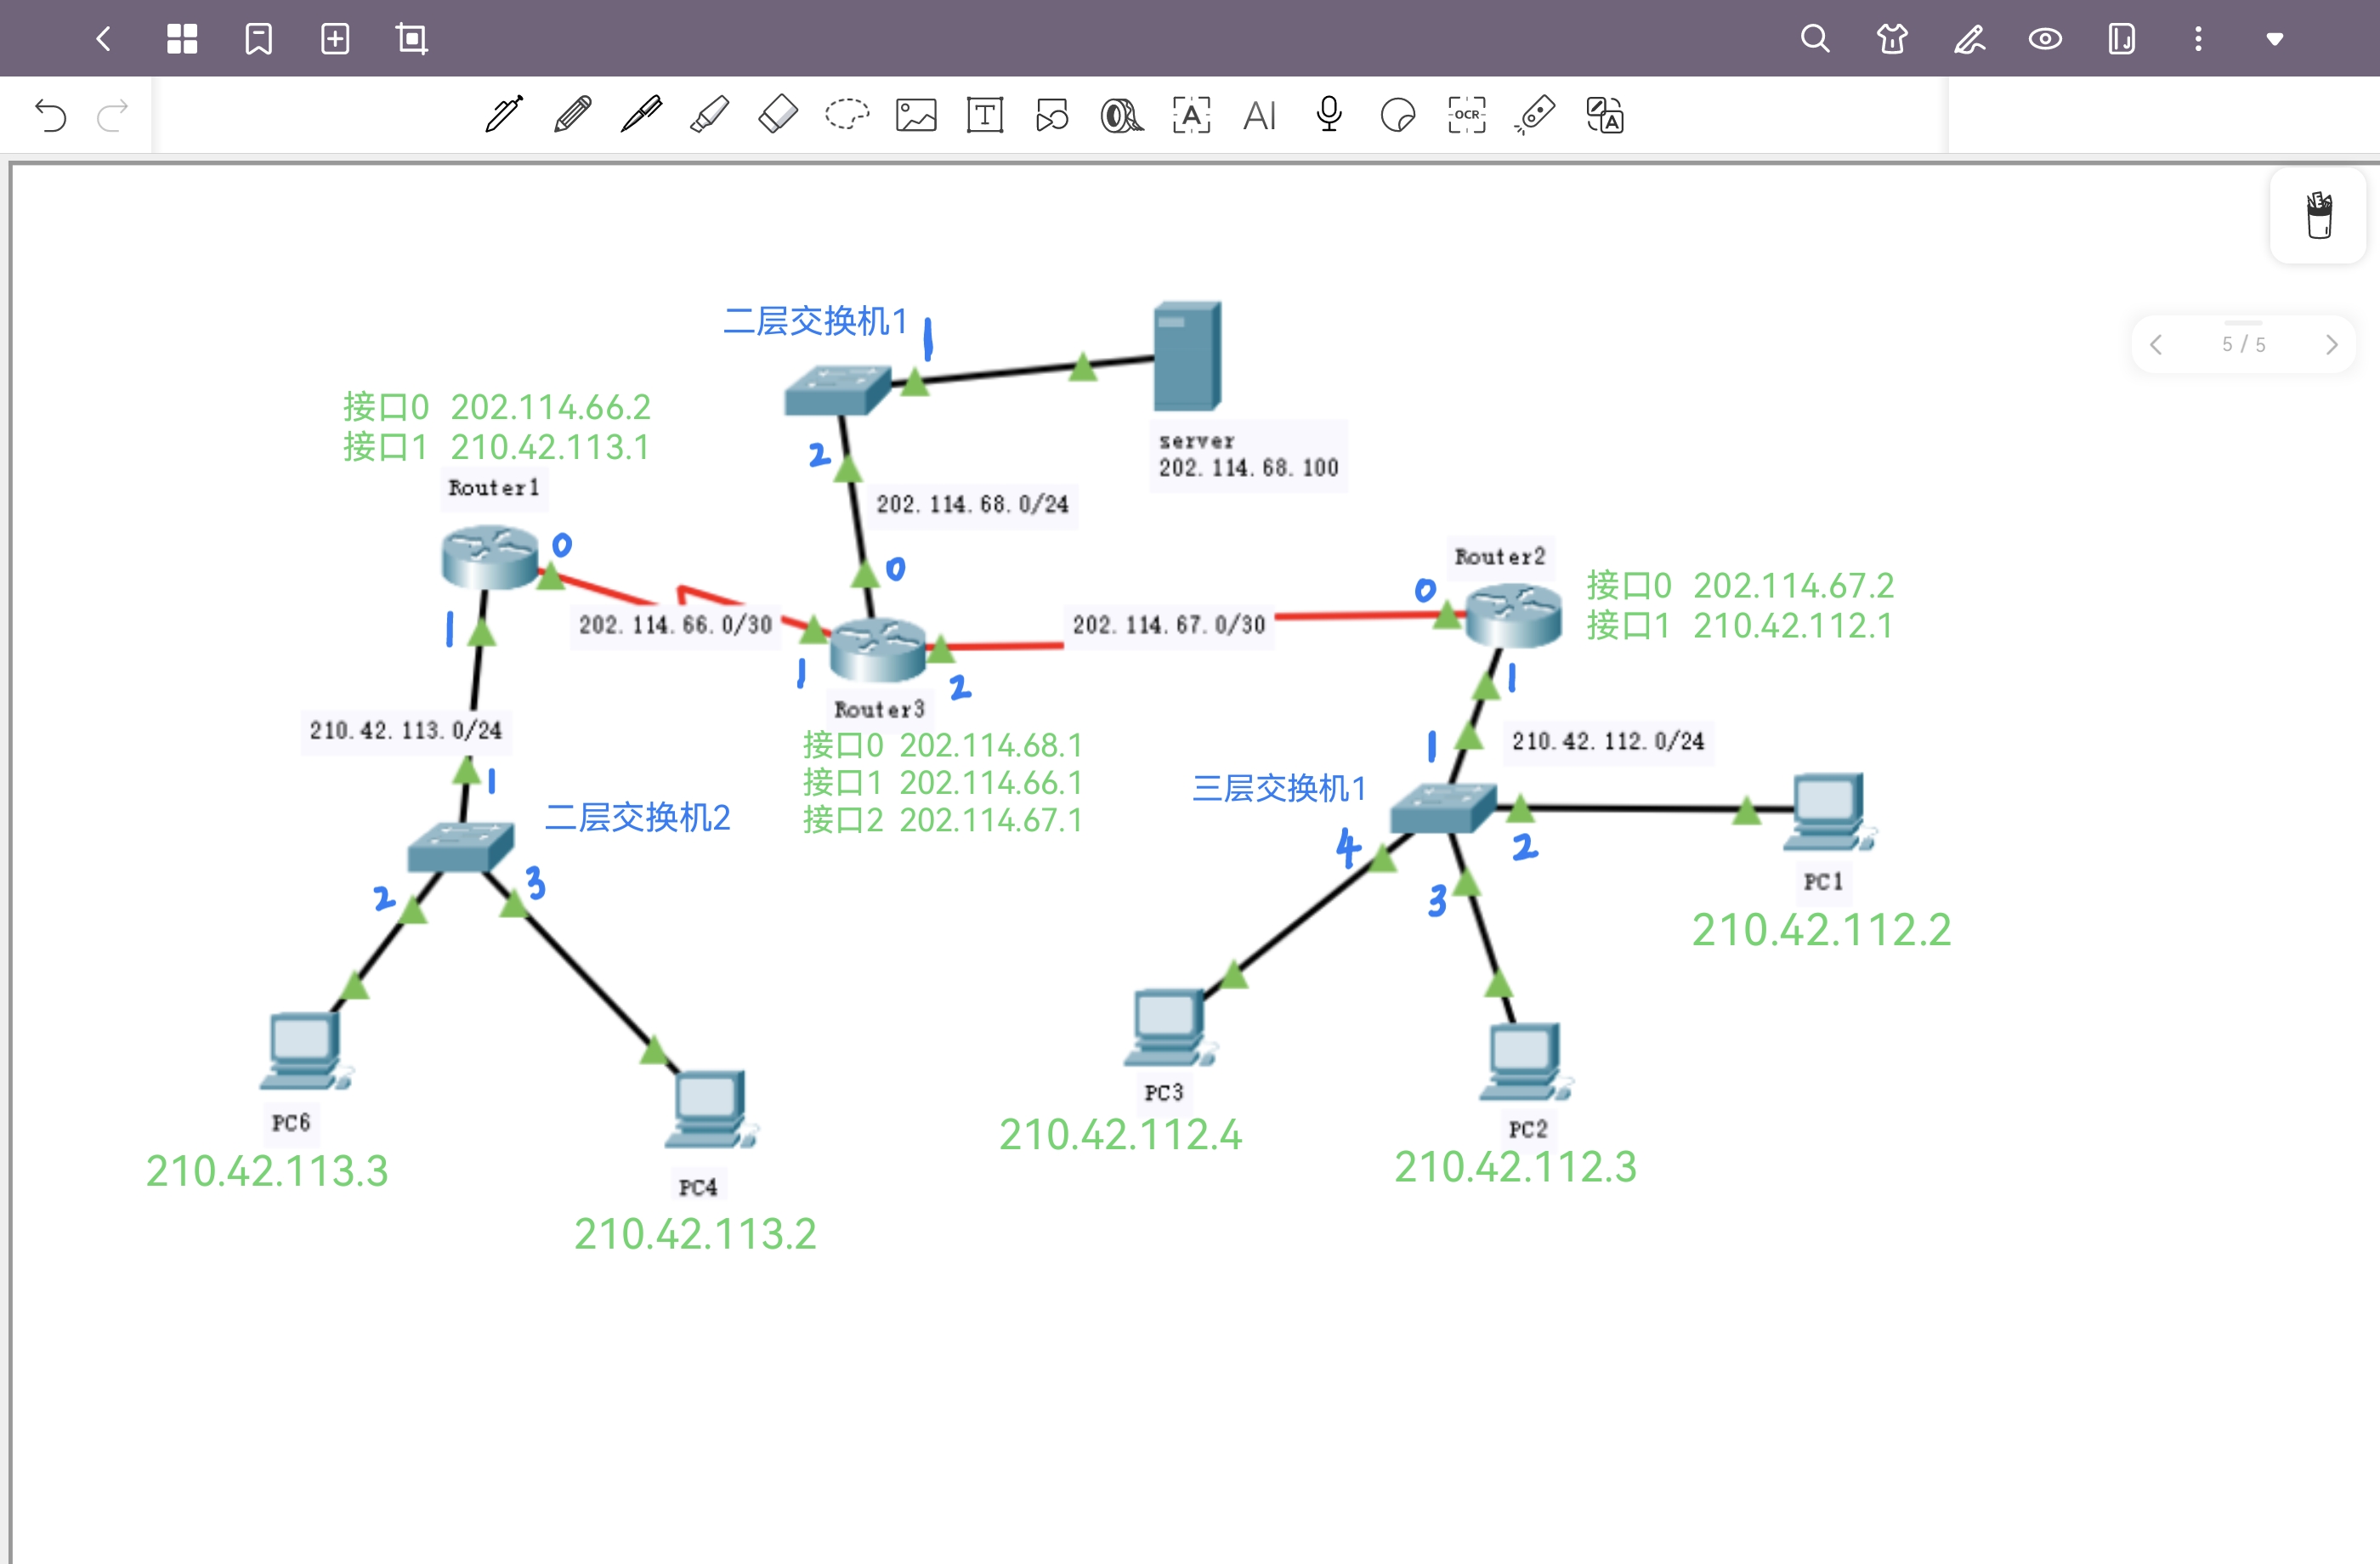 A
T
A
AI
OCR
A
5 / 5
二层交换机1
1
接口0 202.114.66.2
接口1 210.42.113.1
Router1
2
server
202.114.68.100
202.114.68.0/24
0
0
1
202.114.66.0/30
1
Router3
2
接口0 202.114.68.1
接口1 202.114.66.1
接口2 202.114.67.1
202.114.67.0/30
Router2
0
接口0 202.114.67.2
接口1 210.42.112.1
1
1
210.42.112.0/24
三层交换机1
4
3
2
PC1
210.42.112.2
210.42.113.0/24
1
二层交换机2
2
3
PC6
210.42.113.3
PC4
210.42.113.2
PC3
210.42.112.4
PC2
210.42.112.3